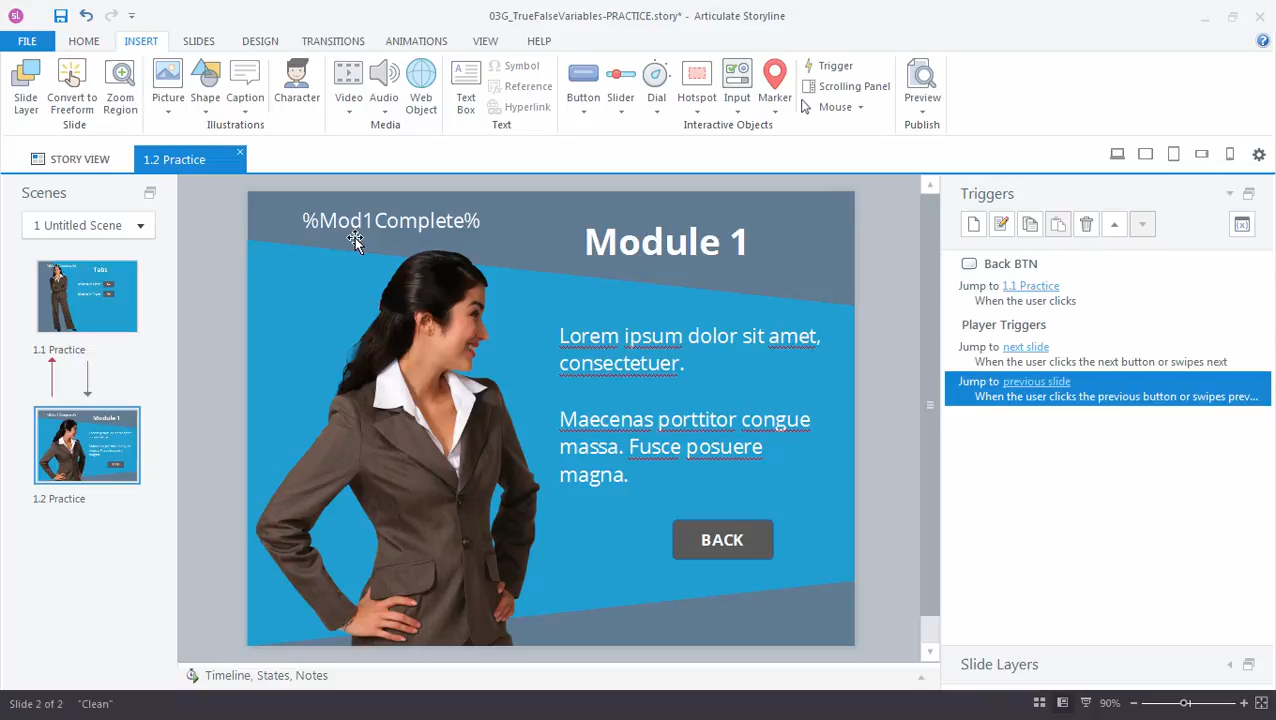 03G_TrueFalseVariables-PRACTICE.story* - Articulate Storyline
FILE HOME INSERT SLIDES DESIGN TRANSITIONS ANIMATIONS VIEW HELP
Slide Layer
Convert to Freeform
Zoom Region
Slide
Picture
Shape
Caption
Character
Illustrations
Video
Audio
Web Object
Media
Text Box
Symbol
Reference
Hyperlink
Text
Button
Slider
Dial
Hotspot
Input
Marker
Trigger
Scrolling Panel
Mouse
Interactive Objects
Preview
Publish
STORY VIEW
1.2 Practice
Scenes
1 Untitled Scene
1.1 Practice
1.2 Practice
%Mod1Complete%
Module 1
Lorem ipsum dolor sit amet,
consectetuer.
Maecenas porttitor congue
massa. Fusce posuere
magna.
BACK
Timeline, States, Notes
Triggers
Back BTN
Jump to 1.1 Practice
When the user clicks
Player Triggers
Jump to next slide
When the user clicks the next button or swipes next
Jump to previous slide
When the user clicks the previous button or swipes prev...
Slide Layers
Slide 2 of 2 "Clean"
90%